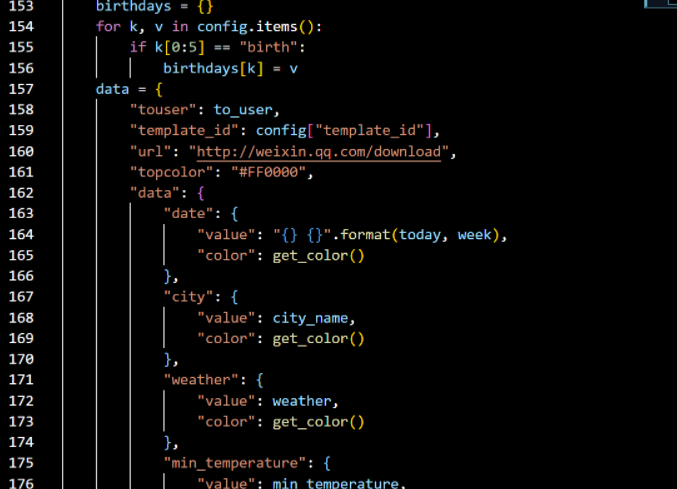 153 birthdays = {}
154 for k, v in config.items():
155 if k[0:5] == "birth":
156 birthdays[k] = v
157 data = {
158 "touser": to_user,
159 "template_id": config["template_id"],
160 "url": "http://weixin.qq.com/download",
161 "topcolor": "#FF0000",
162 "data": {
163 "date": {
164 "value": "{} {}".format(today, week),
165 "color": get_color()
166 },
167 "city": {
168 "value": city_name,
169 "color": get_color()
170 },
171 "weather": {
172 "value": weather,
173 "color": get_color()
174 },
175 "min_temperature": {
176 "value": min_temperature,